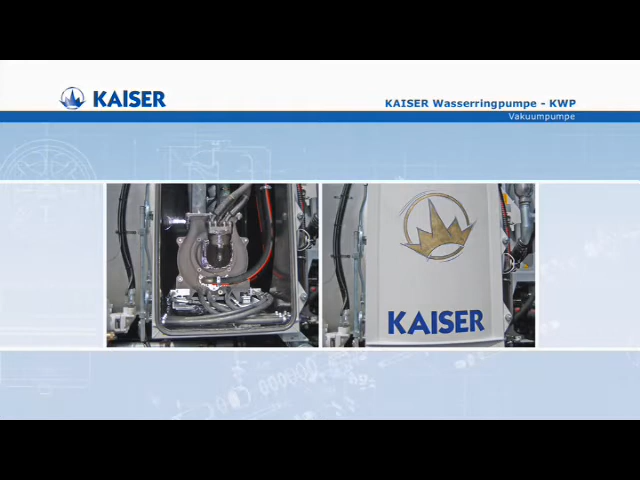 KAISER
KAISER Wasserringpumpe - KWP
Vakuumpumpe
KAISER